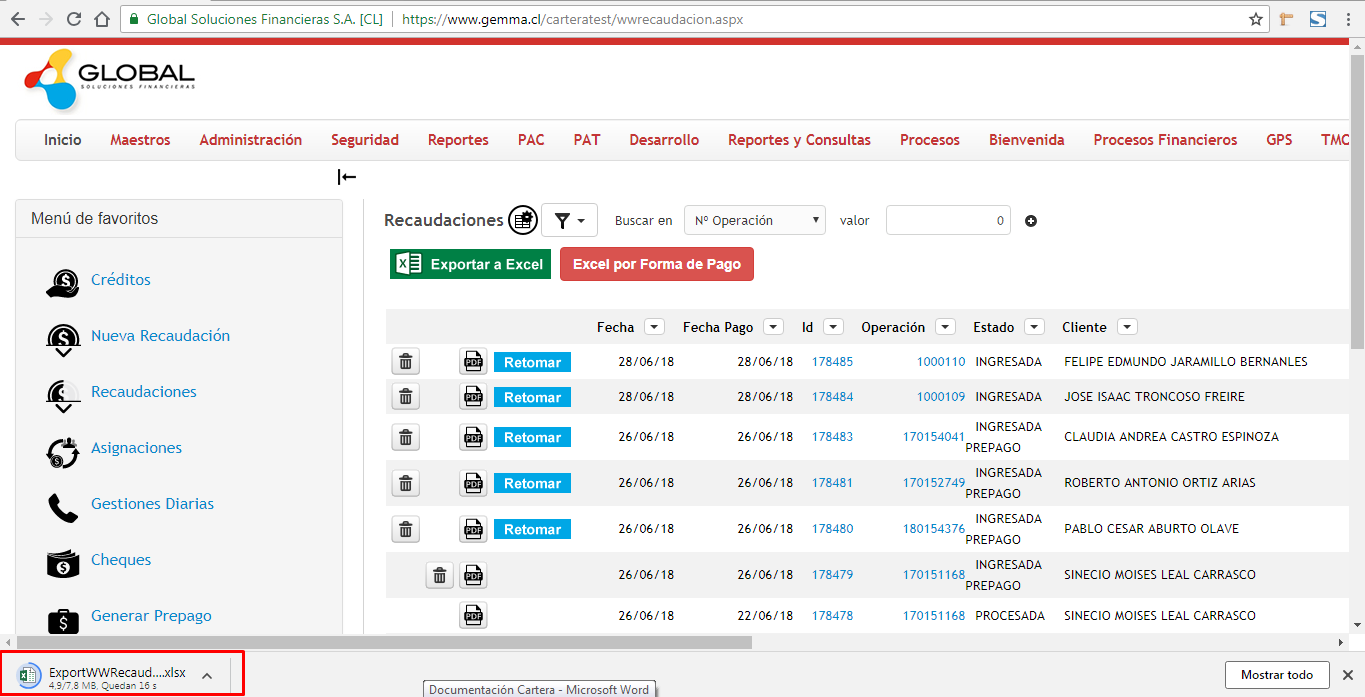 Global Soluciones Financieras S.A. [CL] https://www.gemma.cl/carteratest/wwrecaudacion.aspx
GLOBAL
SOLUCIONES FINANCIERAS
Inicio Maestros Administración Seguridad Reportes PAC PAT Desarrollo Reportes y Consultas Procesos Bienvenida Procesos Financieros GPS TMO
Menú de favoritos
Créditos
Nueva Recaudación
Recaudaciones
Asignaciones
Gestiones Diarias
Cheques
Generar Prepago
Recaudaciones Buscar en Nº Operación valor 0
Exportar a Excel Excel por Forma de Pago
Fecha Fecha Pago Id Operación Estado Cliente
PDF Retomar 28/06/18 28/06/18 178485 1000110 INGRESADA FELIPE EDMUNDO JARAMILLO BERNANLES
PDF Retomar 28/06/18 28/06/18 178484 1000109 INGRESADA JOSE ISAAC TRONCOSO FREIRE
PDF Retomar 26/06/18 26/06/18 178483 170154041 INGRESADA PREPAGO CLAUDIA ANDREA CASTRO ESPINOZA
PDF Retomar 26/06/18 26/06/18 178481 170152749 INGRESADA PREPAGO ROBERTO ANTONIO ORTIZ ARIAS
PDF Retomar 26/06/18 26/06/18 178480 180154376 INGRESADA PREPAGO PABLO CESAR ABURTO OLAVE
PDF 26/06/18 26/06/18 178479 170151168 INGRESADA PREPAGO SINECIO MOISES LEAL CARRASCO
PDF 26/06/18 22/06/18 178478 170151168 PROCESADA SINECIO MOISES LEAL CARRASCO
ExportWWRecaud....xlsx
4,9/7,8 MB, Quedan 16 s
Documentación Cartera - Microsoft Word
Mostrar todo